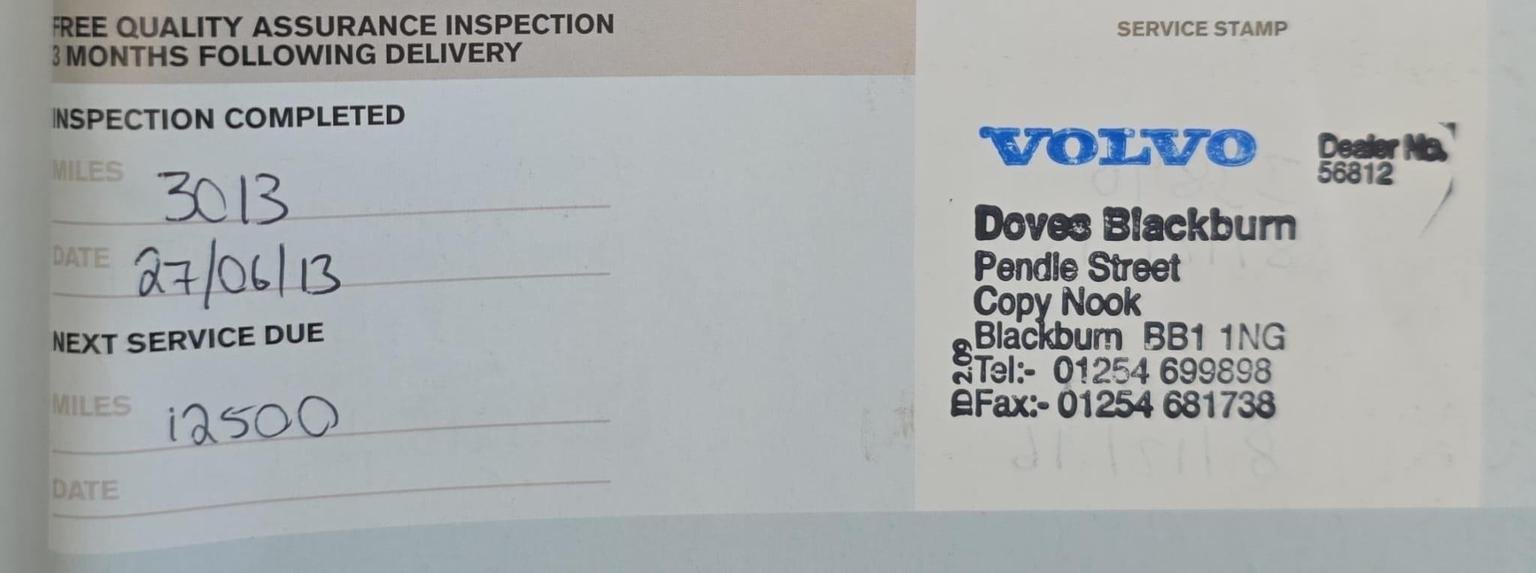 FREE QUALITY ASSURANCE INSPECTION
3 MONTHS FOLLOWING DELIVERY
INSPECTION COMPLETED
MILES 3013
DATE 27/06/13
NEXT SERVICE DUE
MILES 12500
DATE
SERVICE STAMP
VOLVO
Dealer No.
56812
Doves Blackburn
Pendle Street
Copy Nook
Blackburn BB1 1NG
Tel:- 01254 699898
Fax:- 01254 681738